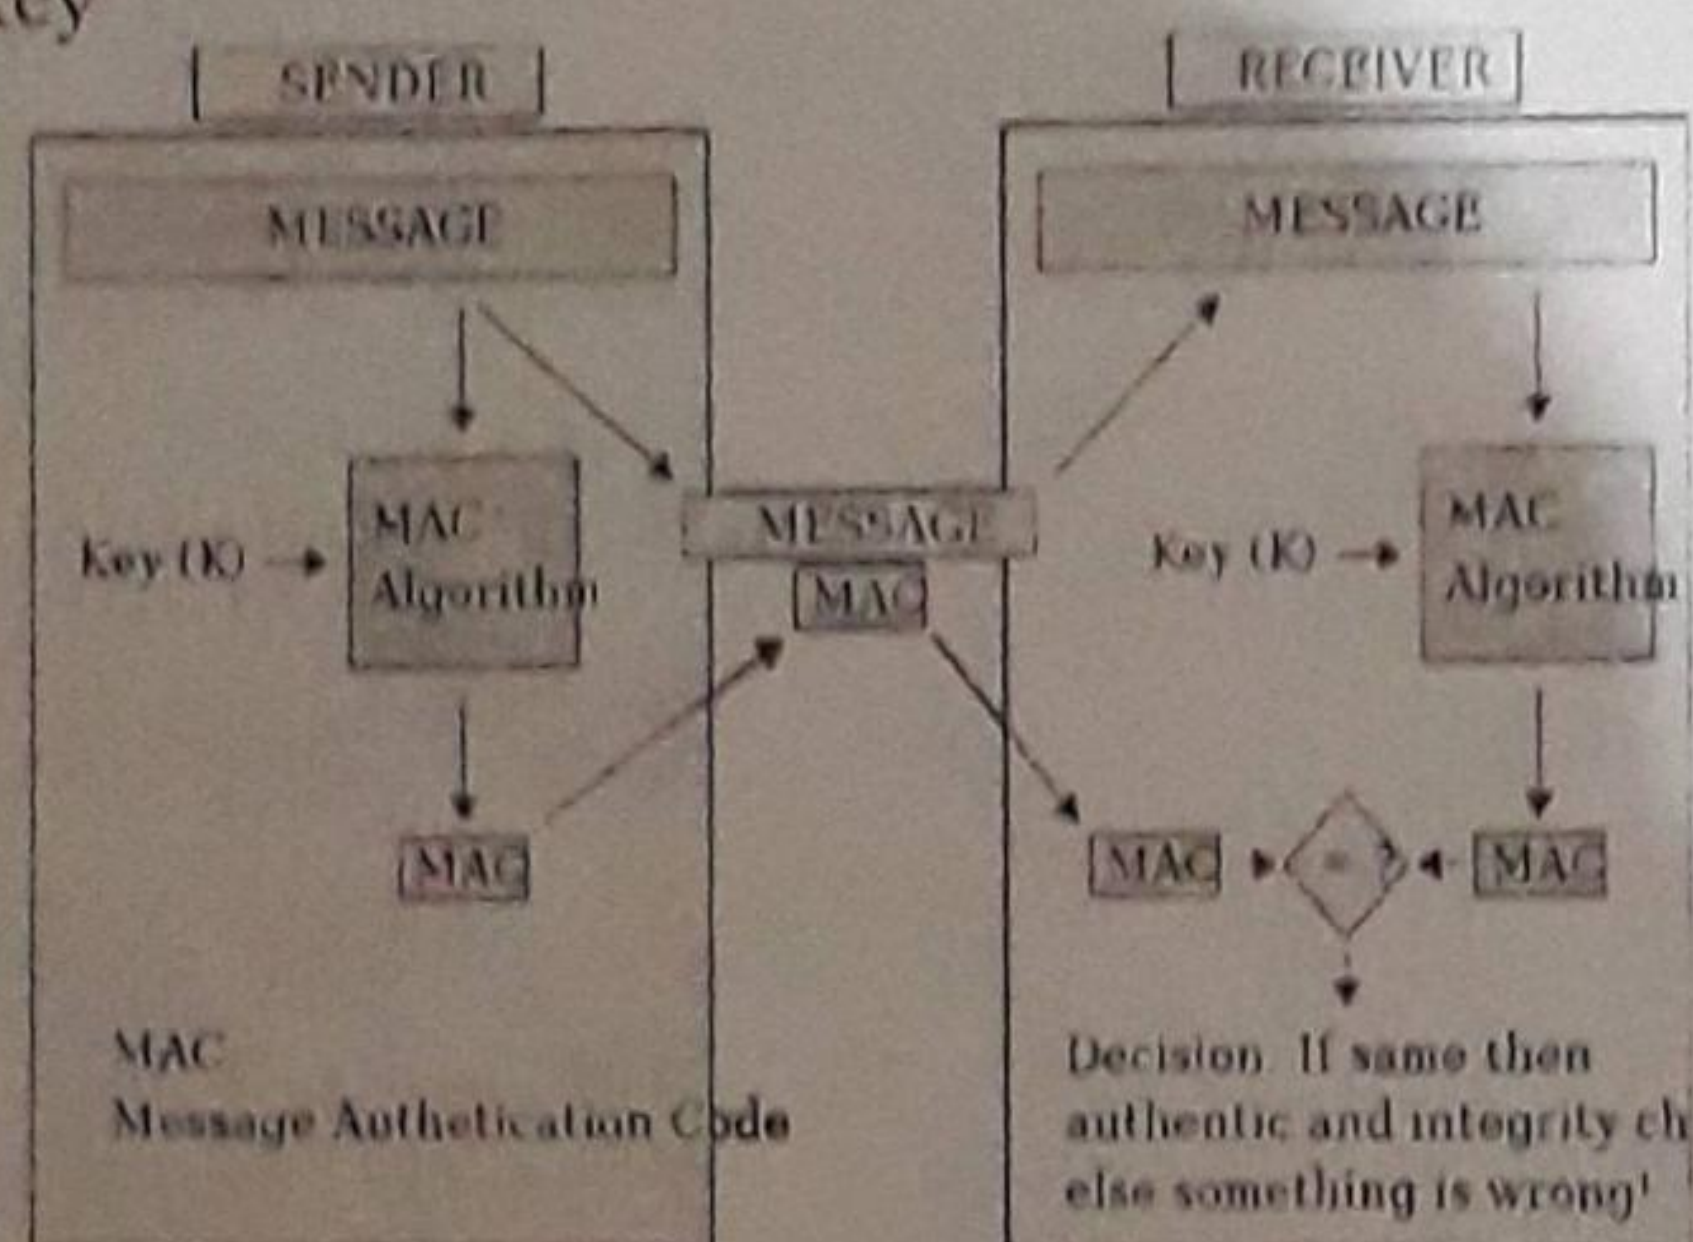 SENDER
MESSAGE
Key (K)
MAC
Algorithm
MAC
MESSAGE
MAC
RECEIVER
MESSAGE
Key (K)
MAC
Algorithm
MAC
= ?
MAC
MAC
Message Authetication Code
Decision If same then
authentic and integrity ch
else something is wrong!